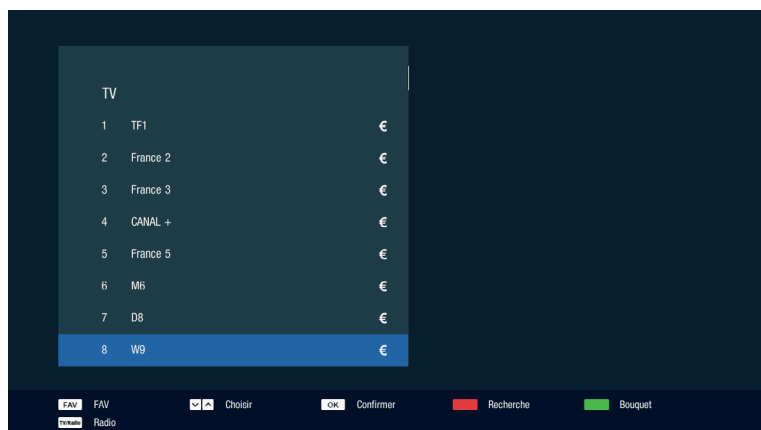 TV
1 TF1 €
2 France 2 €
3 France 3 €
4 CANAL + €
5 France 5 €
6 M6 €
7 D8 €
8 W9 €
FAV FAV Choisir OK Confirmer Recherche Bouquet
TV/Radio Radio